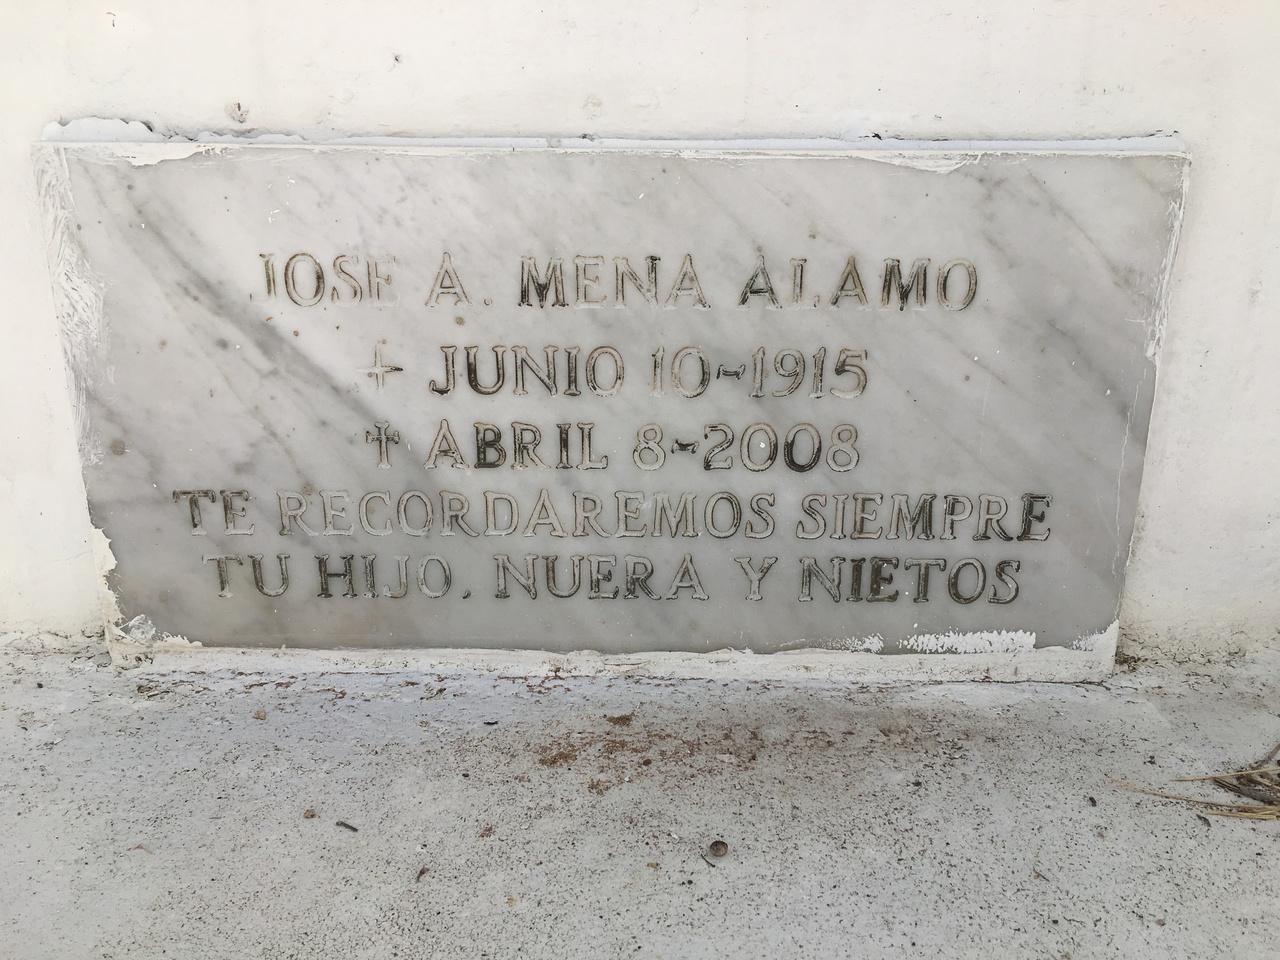 JOSE A. MENA ALAMO
+ JUNIO 10-1915
✝ ABRIL 8-2008
TE RECORDAREMOS SIEMPRE
TU HIJO, NUERA Y NIETOS